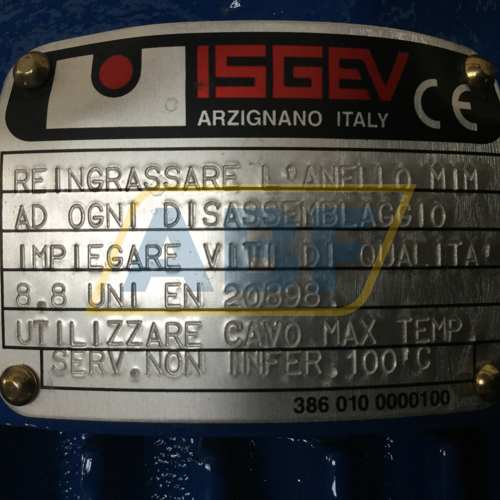 ISGEV
ARZIGNANO ITALY
CE
REINGRASSARE L'ANELLO MIM
AD OGNI DISASSEMBLAGGIO
IMPIEGARE VITI DI QUALITA'
8.8 UNI EN 20898.
UTILIZZARE CAVO MAX TEMP.
SERV.NON INFER.100°C
386 010 0000100
ABF